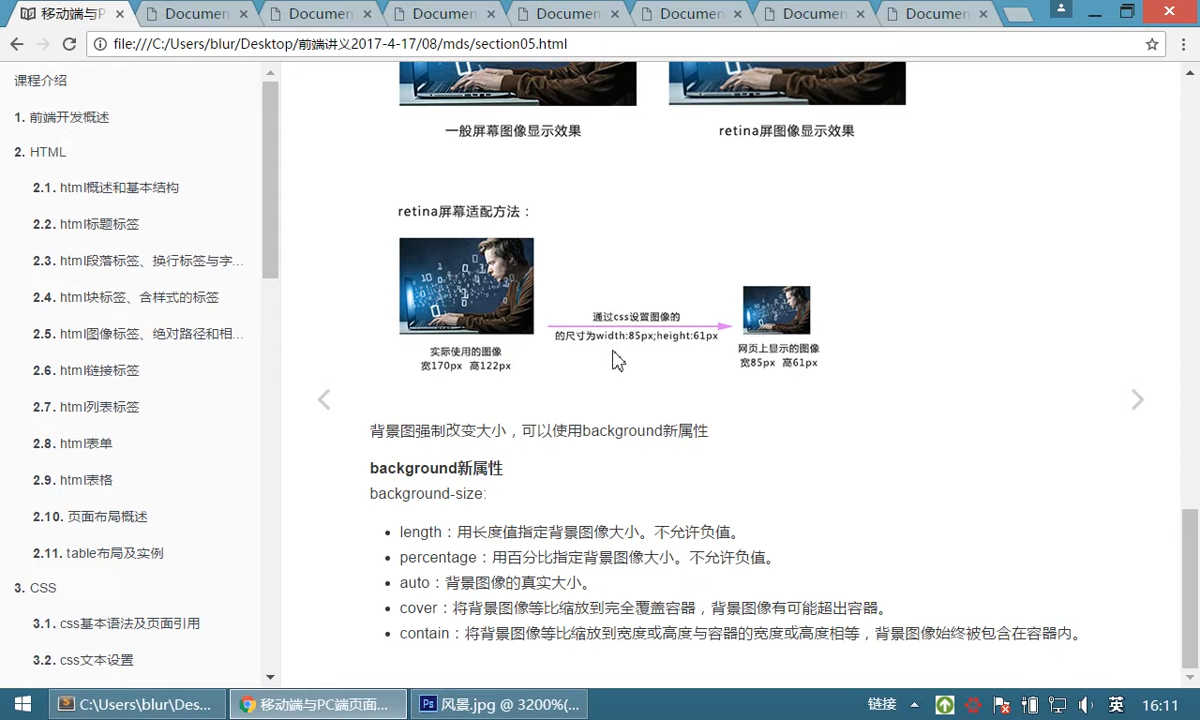 移动端与P
Documen
Documen
Documen
Documen
Documen
Documen
Documen
file:///C:/Users/blur/Desktop/前端讲义2017-4-17/08/mds/section05.html
课程介绍
1. 前端开发概述
2. HTML
2.1. html概述和基本结构
2.2. html标题标签
2.3. html段落标签、换行标签与字...
2.4. html块标签、含样式的标签
2.5. html图像标签、绝对路径和相...
2.6. html链接标签
2.7. html列表标签
2.8. html表单
2.9. html表格
2.10. 页面布局概述
2.11. table布局及实例
3. CSS
3.1. css基本语法及页面引用
3.2. css文本设置
一般屏幕图像显示效果
retina屏图像显示效果
retina屏幕适配方法：
通过css设置图像的
的尺寸为width:85px;height:61px
实际使用的图像
宽170px 高122px
网页上显示的图像
宽85px 高61px
背景图强制改变大小，可以使用background新属性
background新属性
background-size:
length：用长度值指定背景图像大小。不允许负值。
percentage：用百分比指定背景图像大小。不允许负值。
auto：背景图像的真实大小。
cover：将背景图像等比缩放到完全覆盖容器，背景图像有可能超出容器。
contain：将背景图像等比缩放到宽度或高度与容器的宽度或高度相等，背景图像始终被包含在容器内。
C:\Users\blur\Des...
移动端与PC端页面...
风景.jpg @ 3200%(...
链接
英
16:11